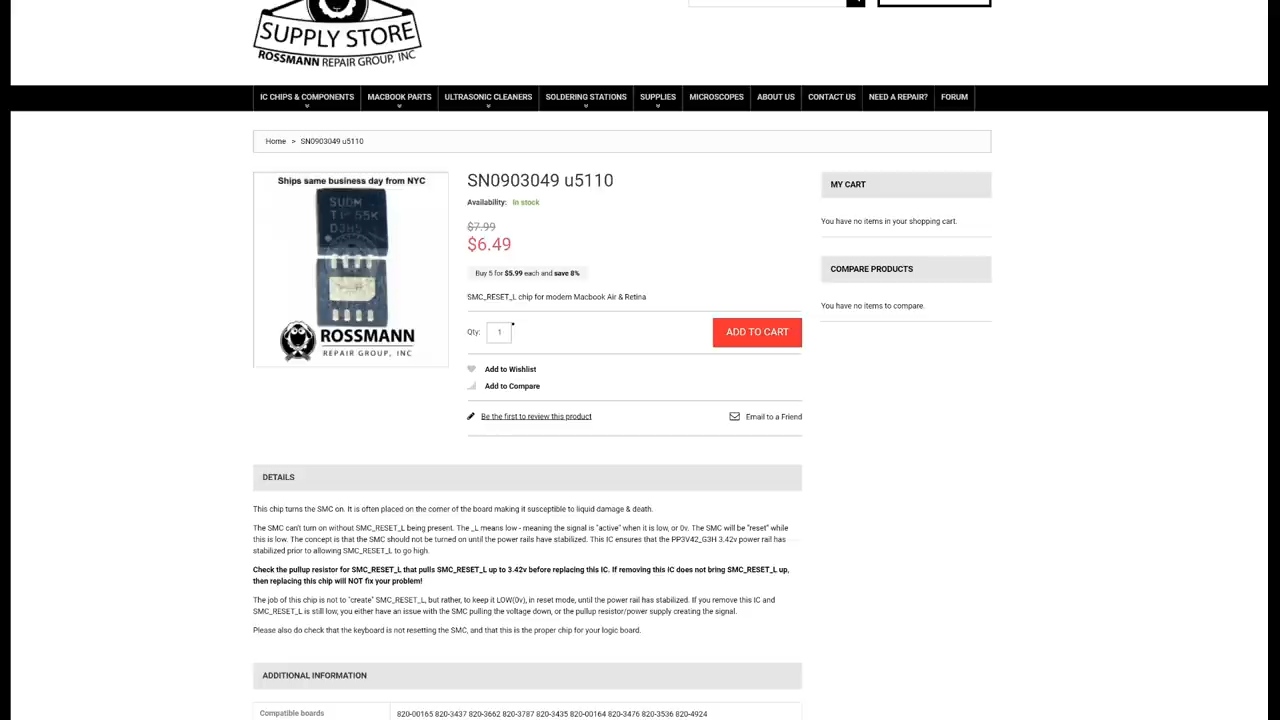 SUPPLY STORE
ROSSMANN REPAIR GROUP, INC
IC CHIPS & COMPONENTS MACBOOK PARTS ULTRASONIC CLEANERS SOLDERING STATIONS SUPPLIES MICROSCOPES ABOUT US CONTACT US NEED A REPAIR? FORUM
Home > SN0903049 u5110
Ships same business day from NYC
SUDM
TI 55K
ROSSMANN
REPAIR GROUP, INC
SN0903049 u5110
Availability: In stock
$7.99
$6.49
Buy 5 for $5.99 each and save 8%
SMC_RESET_L chip for modern Macbook Air & Retina
Qty: 1 ADD TO CART
Add to Wishlist
Add to Compare
Be the first to review this product Email to a Friend
MY CART
You have no items in your shopping cart.
COMPARE PRODUCTS
You have no items to compare.
DETAILS
This chip turns the SMC on. It is often placed on the corner of the board making it susceptible to liquid damage & death.
The SMC can't turn on without SMC_RESET_L being present. The _L means low - meaning the signal is "active" when it is low, or 0v. The SMC will be "reset" while
this is low. The concept is that the SMC should not be turned on until the power rails have stabilized. This IC ensures that the PP3V42_G3H 3.42v power rail has
stabilized prior to allowing SMC_RESET_L to go high.
Check the pullup resistor for SMC_RESET_L that pulls SMC_RESET_L up to 3.42v before replacing this IC. If removing this IC does not bring SMC_RESET_L up,
then replacing this chip will NOT fix your problem!
The job of this chip is not to "create" SMC_RESET_L, but rather, to keep it LOW(0v), in reset mode, until the power rail has stabilized. If you remove this IC and
SMC_RESET_L is still low, you either have an issue with the SMC pulling the voltage down, or the pullup resistor/power supply creating the signal.
Please also do check that the keyboard is not resetting the SMC, and that this is the proper chip for your logic board.
ADDITIONAL INFORMATION
Compatible boards 820-00165 820-3437 820-3662 820-3787 820-3435 820-00164 820-3476 820-3536 820-4924